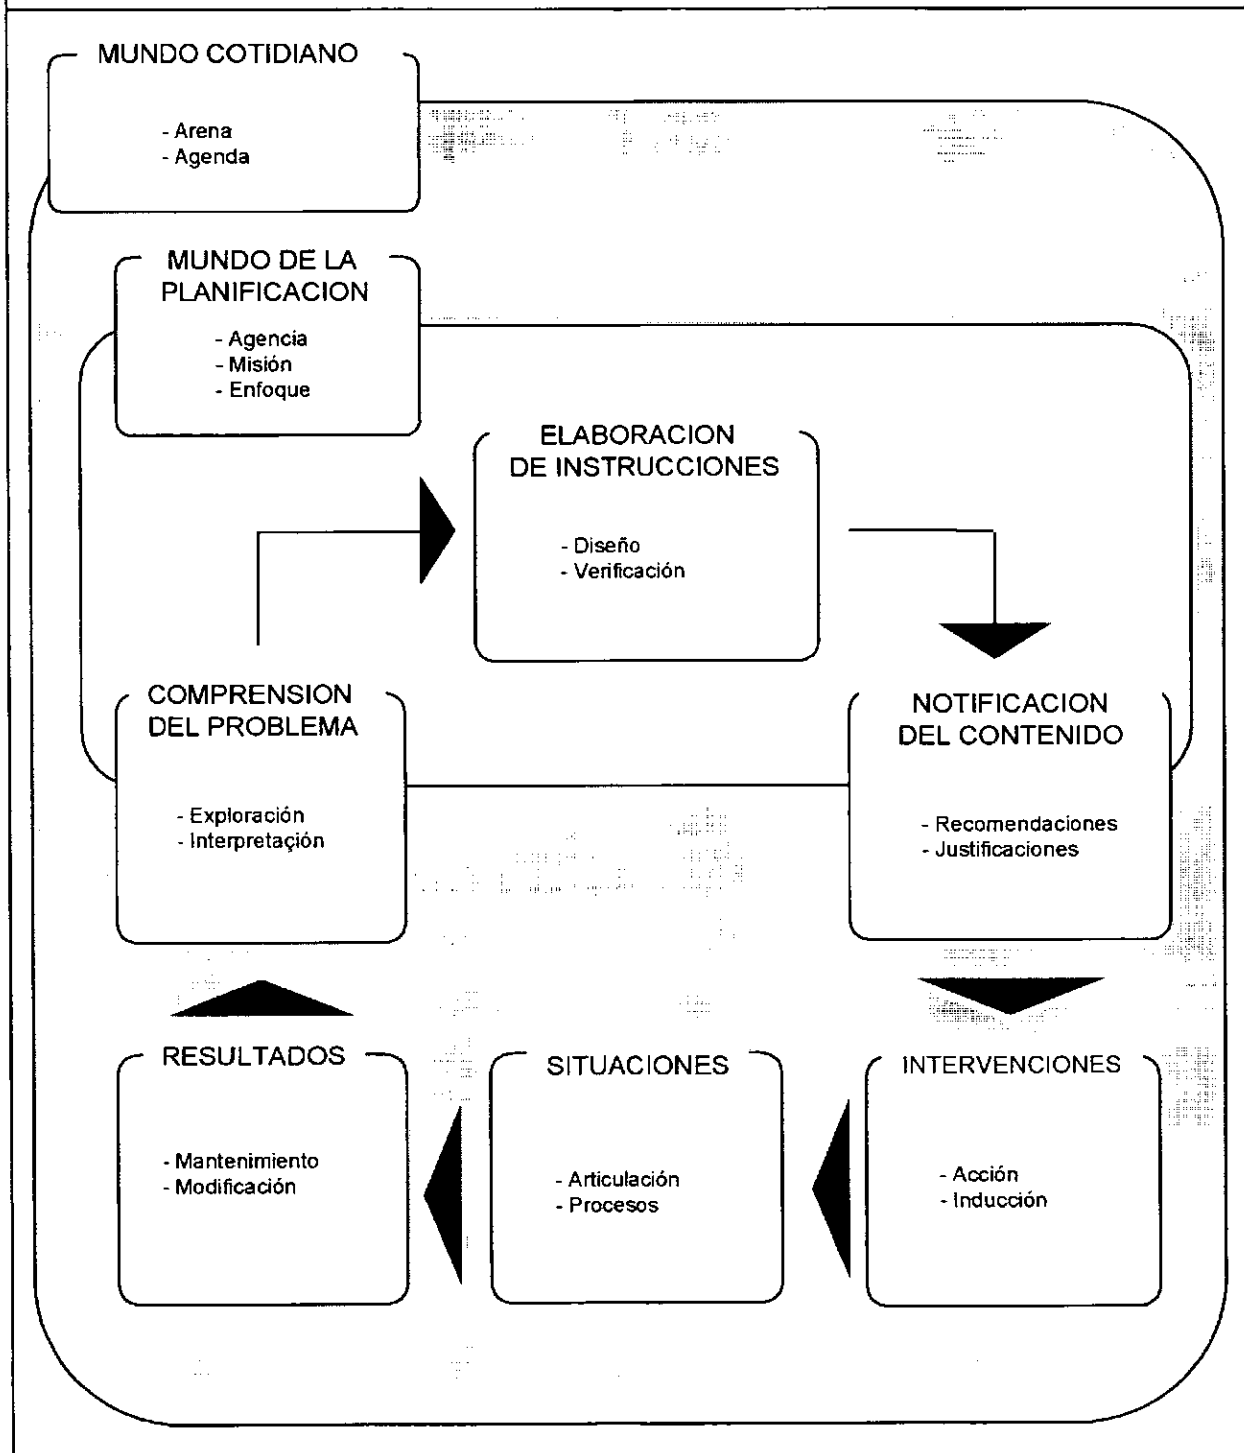 MUNDO COTIDIANO
- Arena
- Agenda
MUNDO DE LA
PLANIFICACION
- Agencia
- Misión
- Enfoque
ELABORACION
DE INSTRUCCIONES
- Diseño
- Verificación
COMPRENSION
DEL PROBLEMA
- Exploración
- Interpretación
NOTIFICACION
DEL CONTENIDO
- Recomendaciones
- Justificaciones
RESULTADOS
- Mantenimiento
- Modificación
SITUACIONES
- Articulación
- Procesos
INTERVENCIONES
- Acción
- Inducción